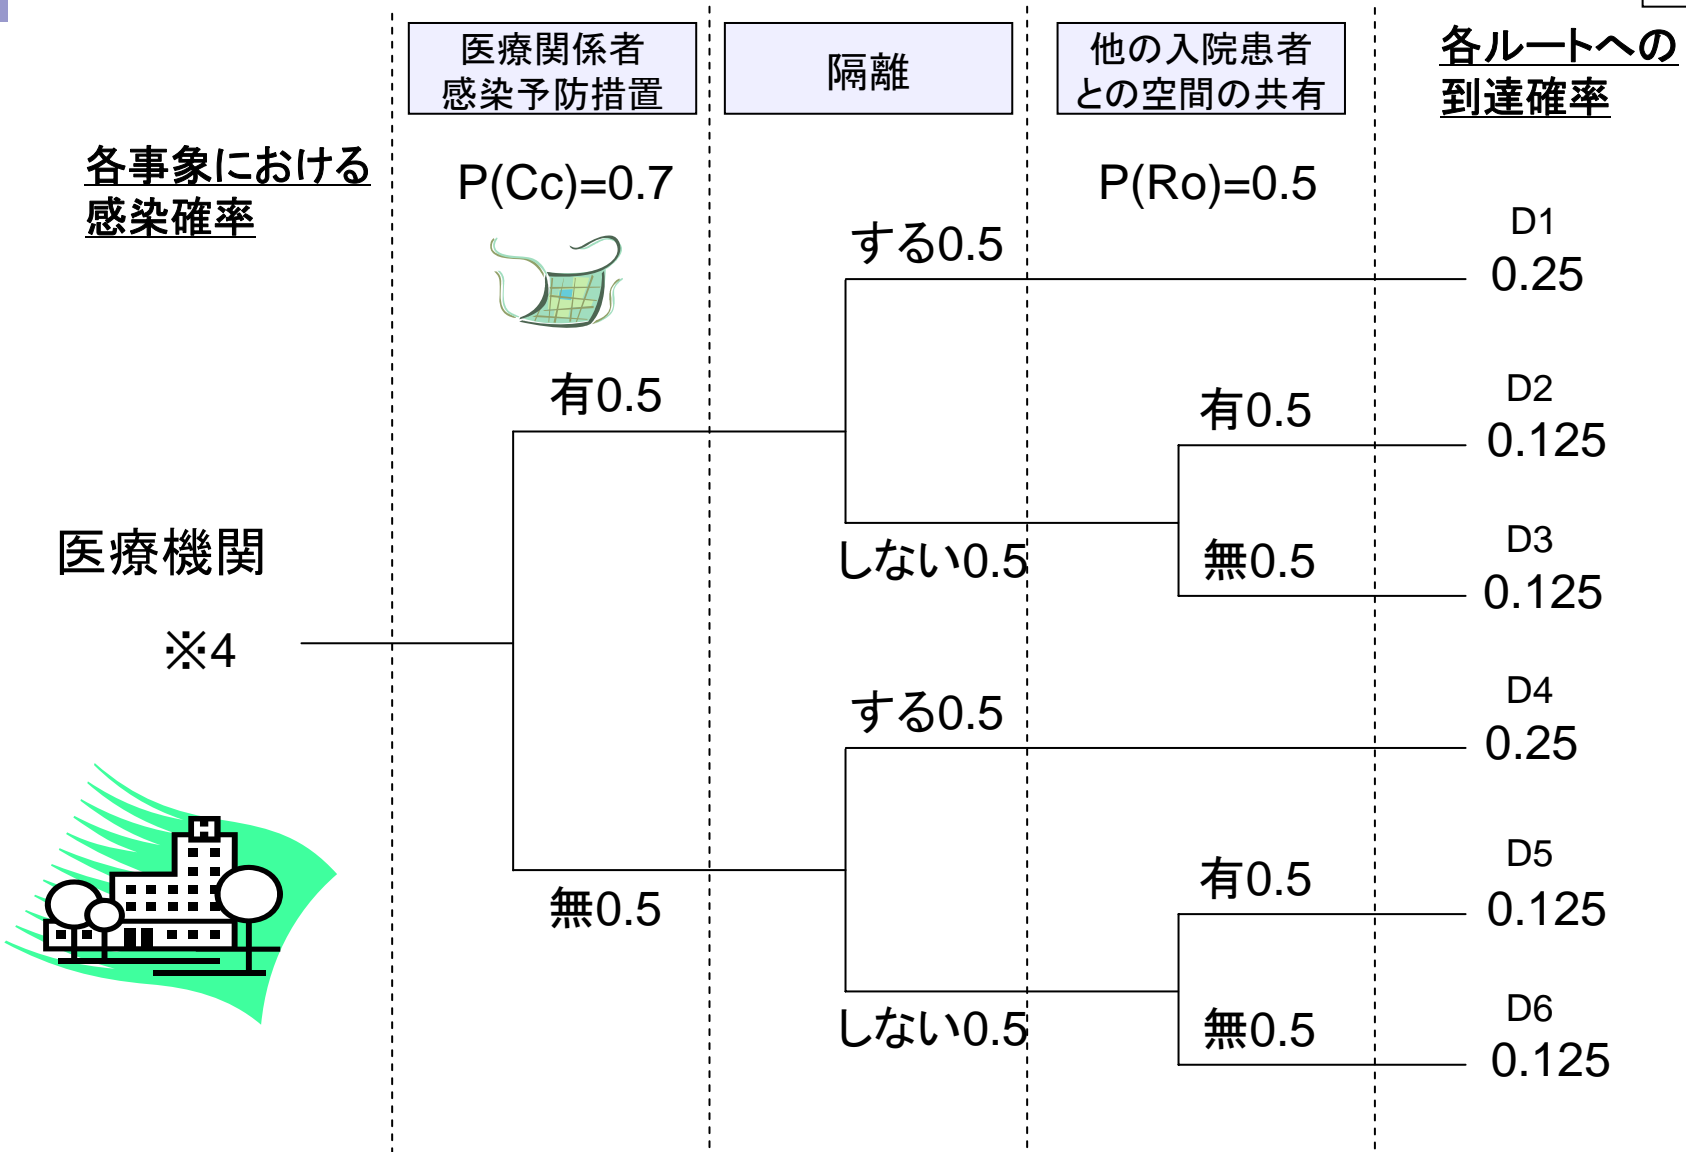 医療関係者
感染予防措置
隔離
他の入院患者
との空間の共有
各ルートへの
到達確率
各事象における
感染確率
P(Cc)=0.7
P(Ro)=0.5
する0.5
D1
0.25
有0.5
有0.5
D2
0.125
医療機関
※4
しない0.5
無0.5
D3
0.125
する0.5
D4
0.25
無0.5
有0.5
D5
0.125
しない0.5
無0.5
D6
0.125